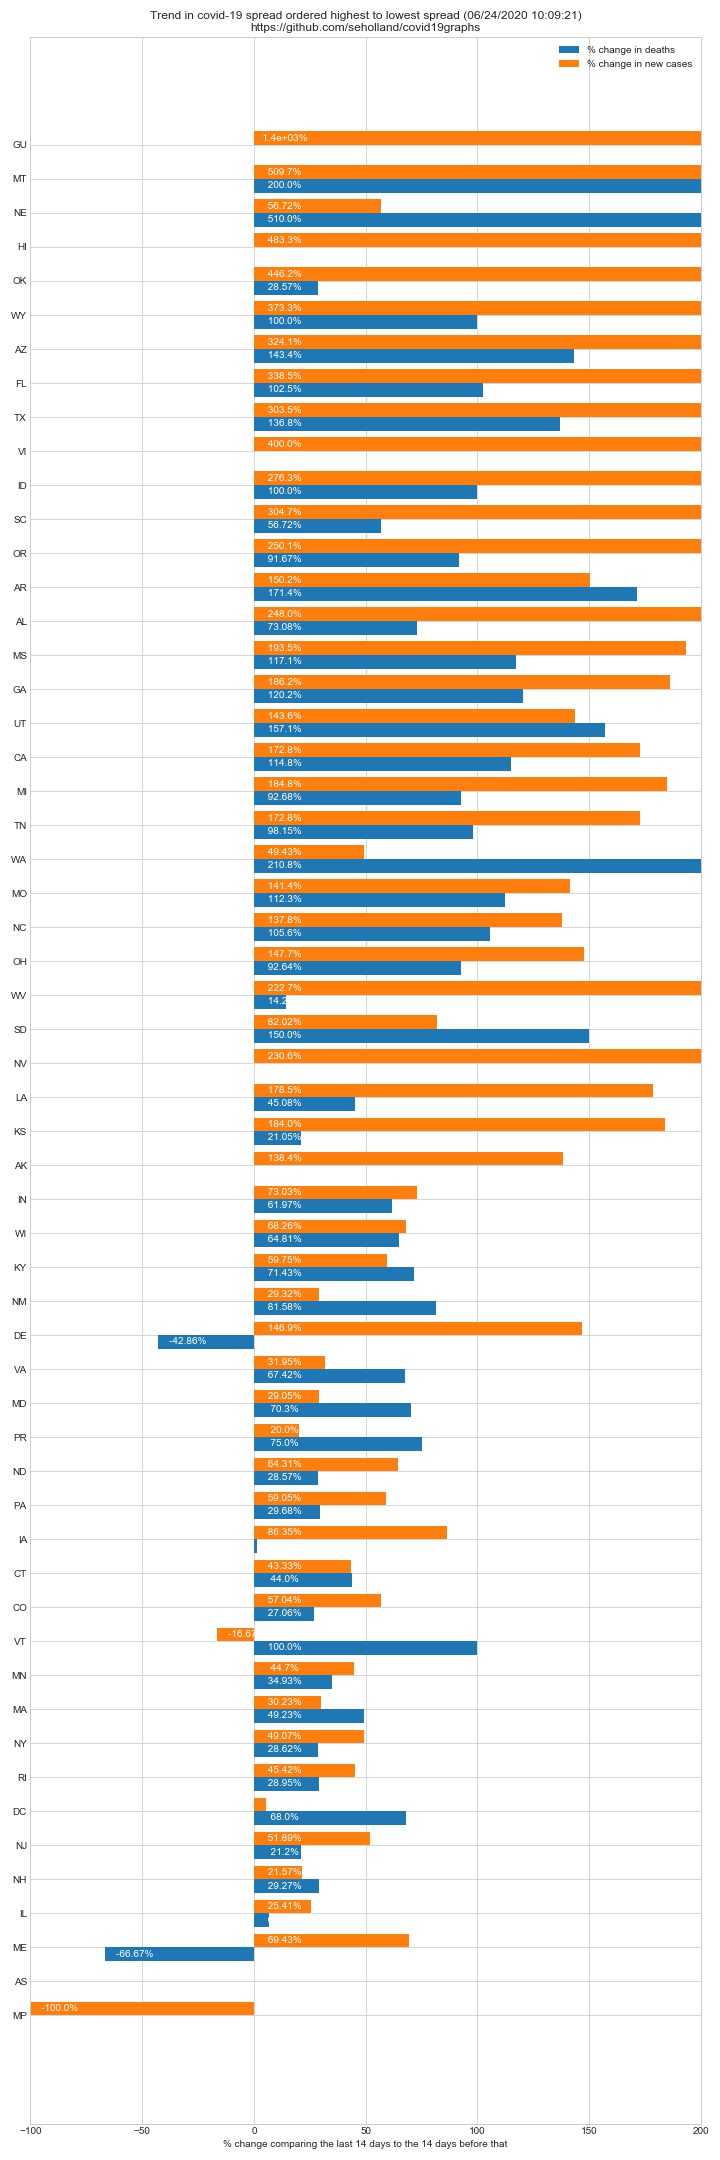 Trend in covid-19 spread ordered highest to lowest spread (06/24/2020 10:09:21)
https://github.com/seholland/covid19graphs
% change in deaths
% change in new cases
GU 1.4e+03%
MT 509.7%
200.0%
NE 56.72%
510.0%
HI 483.3%
OK 446.2%
28.57%
WY 373.3%
100.0%
AZ 324.1%
143.4%
FL 338.5%
102.5%
TX 303.5%
136.8%
VI 400.0%
ID 276.3%
100.0%
SC 304.7%
56.72%
OR 250.1%
91.67%
AR 150.2%
171.4%
AL 248.0%
73.08%
MS 193.5%
117.1%
GA 186.2%
120.2%
UT 143.6%
157.1%
CA 172.8%
114.8%
MI 184.8%
92.68%
TN 172.8%
98.15%
WA 49.43%
210.8%
MO 141.4%
112.3%
NC 137.8%
105.6%
OH 147.7%
92.64%
WV 222.7%
14.2
SD 82.02%
150.0%
NV 230.6%
LA 178.5%
45.08%
KS 184.0%
21.05%
AK 138.4%
IN 73.03%
61.97%
WI 68.26%
64.81%
KY 59.75%
71.43%
NM 29.32%
81.58%
DE 146.9%
-42.86%
VA 31.95%
67.42%
MD 29.05%
70.3%
PR 20.0%
75.0%
ND 64.31%
28.57%
PA 59.05%
29.68%
IA 86.35%
CT 43.33%
44.0%
CO 57.04%
27.06%
VT -16.67
100.0%
MN 44.7%
34.93%
MA 30.23%
49.23%
NY 49.07%
28.62%
RI 45.42%
28.95%
DC
68.0%
NJ 51.89%
21.2%
NH 21.57%
29.27%
IL 25.41%
ME 69.43%
-66.67%
AS
MP -100.0%
−100 −50 0 50 100 150 200
% change comparing the last 14 days to the 14 days before that